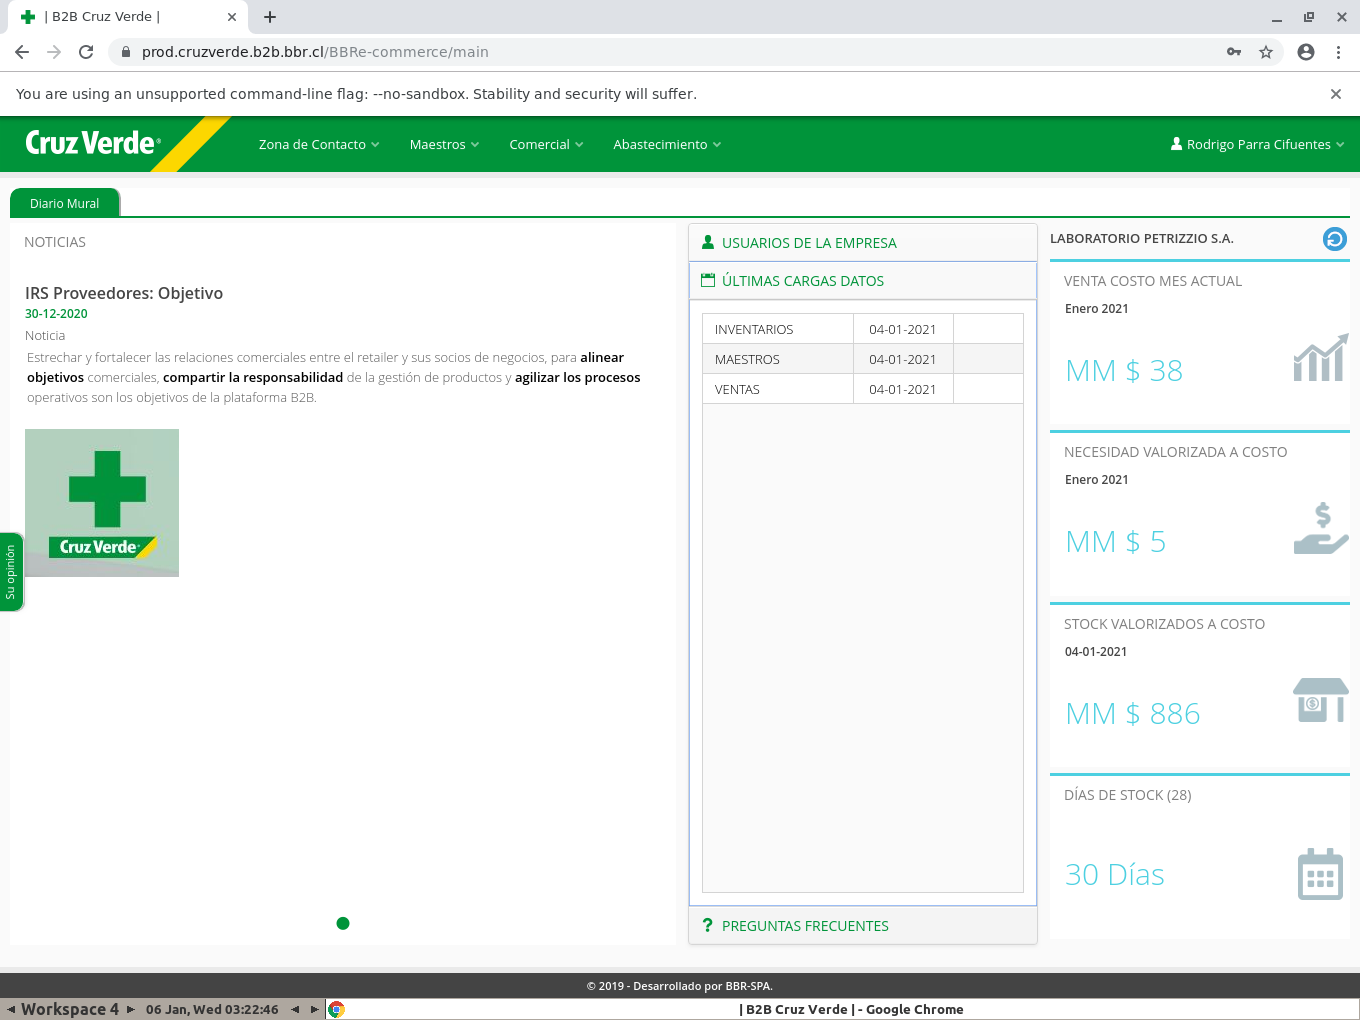 | B2B Cruz Verde |
prod.cruzverde.b2b.bbr.cl/BBRe-commerce/main
You are using an unsupported command-line flag: --no-sandbox. Stability and security will suffer.
Cruz Verde®
Zona de Contacto
Maestros
Comercial
Abastecimiento
Rodrigo Parra Cifuentes
Diario Mural
NOTICIAS
IRS Proveedores: Objetivo
30-12-2020
Noticia
Estrechar y fortalecer las relaciones comerciales entre el retailer y sus socios de negocios, para alinear
objetivos comerciales, compartir la responsabilidad de la gestión de productos y agilizar los procesos
operativos son los objetivos de la plataforma B2B.
Cruz Verde
Su opinión
USUARIOS DE LA EMPRESA
ÚLTIMAS CARGAS DATOS
INVENTARIOS 04-01-2021
MAESTROS 04-01-2021
VENTAS 04-01-2021
? PREGUNTAS FRECUENTES
LABORATORIO PETRIZZIO S.A.
VENTA COSTO MES ACTUAL
Enero 2021
MM $ 38
NECESIDAD VALORIZADA A COSTO
Enero 2021
MM $ 5
$
STOCK VALORIZADOS A COSTO
04-01-2021
MM $ 886
$
DÍAS DE STOCK (28)
30 Días
© 2019 - Desarrollado por BBR-SPA.
Workspace 4
06 Jan, Wed 03:22:46
| B2B Cruz Verde | - Google Chrome